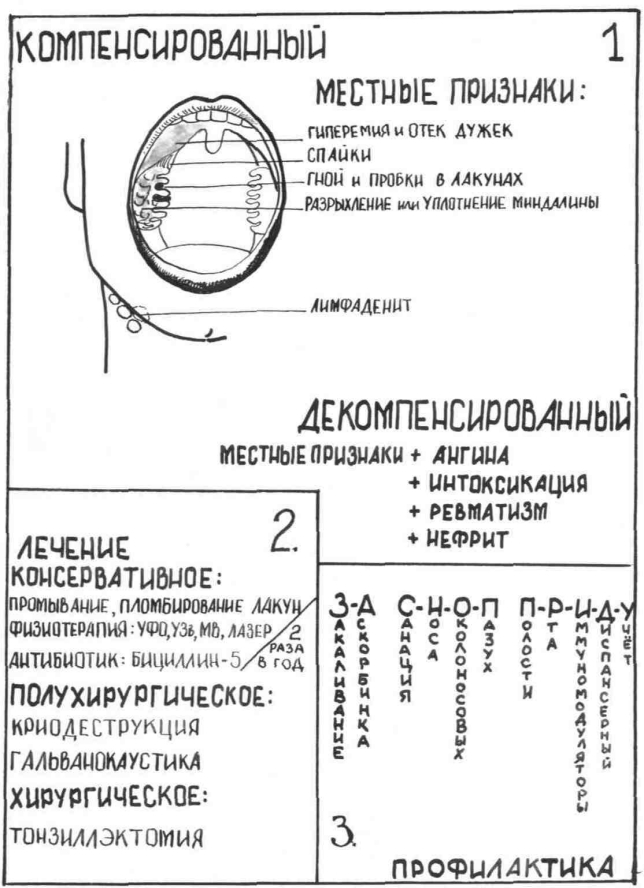 КОМПЕНСИРОВАННЫЙ
1
МЕСТНЫЕ ПРИЗНАКИ:
ГИПЕРЕМИЯ И ОТЕК ДУЖЕК
СПАЙКИ
ГНОЙ И ПРОБКИ В ЛАКУНАХ
РАЗРЫХЛЕНИЕ ИЛИ УПЛОТНЕНИЕ МИНДАЛИНЫ
ЛИМФАДЕНИТ
ДЕКОМПЕНСИРОВАННЫЙ
МЕСТНЫЕ ПРИЗНАКИ + АНГИНА
+ ИНТОКСИКАЦИЯ
+ РЕВМАТИЗМ
+ НЕФРИТ
2.
ЛЕЧЕНИЕ
КОНСЕРВАТИВНОЕ:
ПРОМЫВАНИЕ, ПЛОМБИРОВАНИЕ ЛАКУН
ФИЗИОТЕРАПИЯ: УФО, УЗВ, МВ, ЛАЗЕР
АНТИБИОТИК: БИЦИЛЛИН-5
2
РАЗА
В ГОД
ПОЛУХИРУРГИЧЕСКОЕ:
КРИОДЕСТРУКЦИЯ
ГАЛЬВАНОКАУСТИКА
ХИРУРГИЧЕСКОЕ:
ТОНЗИЛЛЭКТОМИЯ
З-А С-Н-О-П П-Р-И-Д-У
ЗАКАЛИВАНИЕ
АСКОРБИНКА
САНАЦИЯ
НОСА
ОКОЛОНОСОВЫХ
ПАЗУХ
ПОЛОСТИ
РТА
ИММУНОМОДУЛЯТОРЫ
ДИСПАНСЕРНЫЙ
УЧЁТ
3.
ПРОФИЛАКТИКА